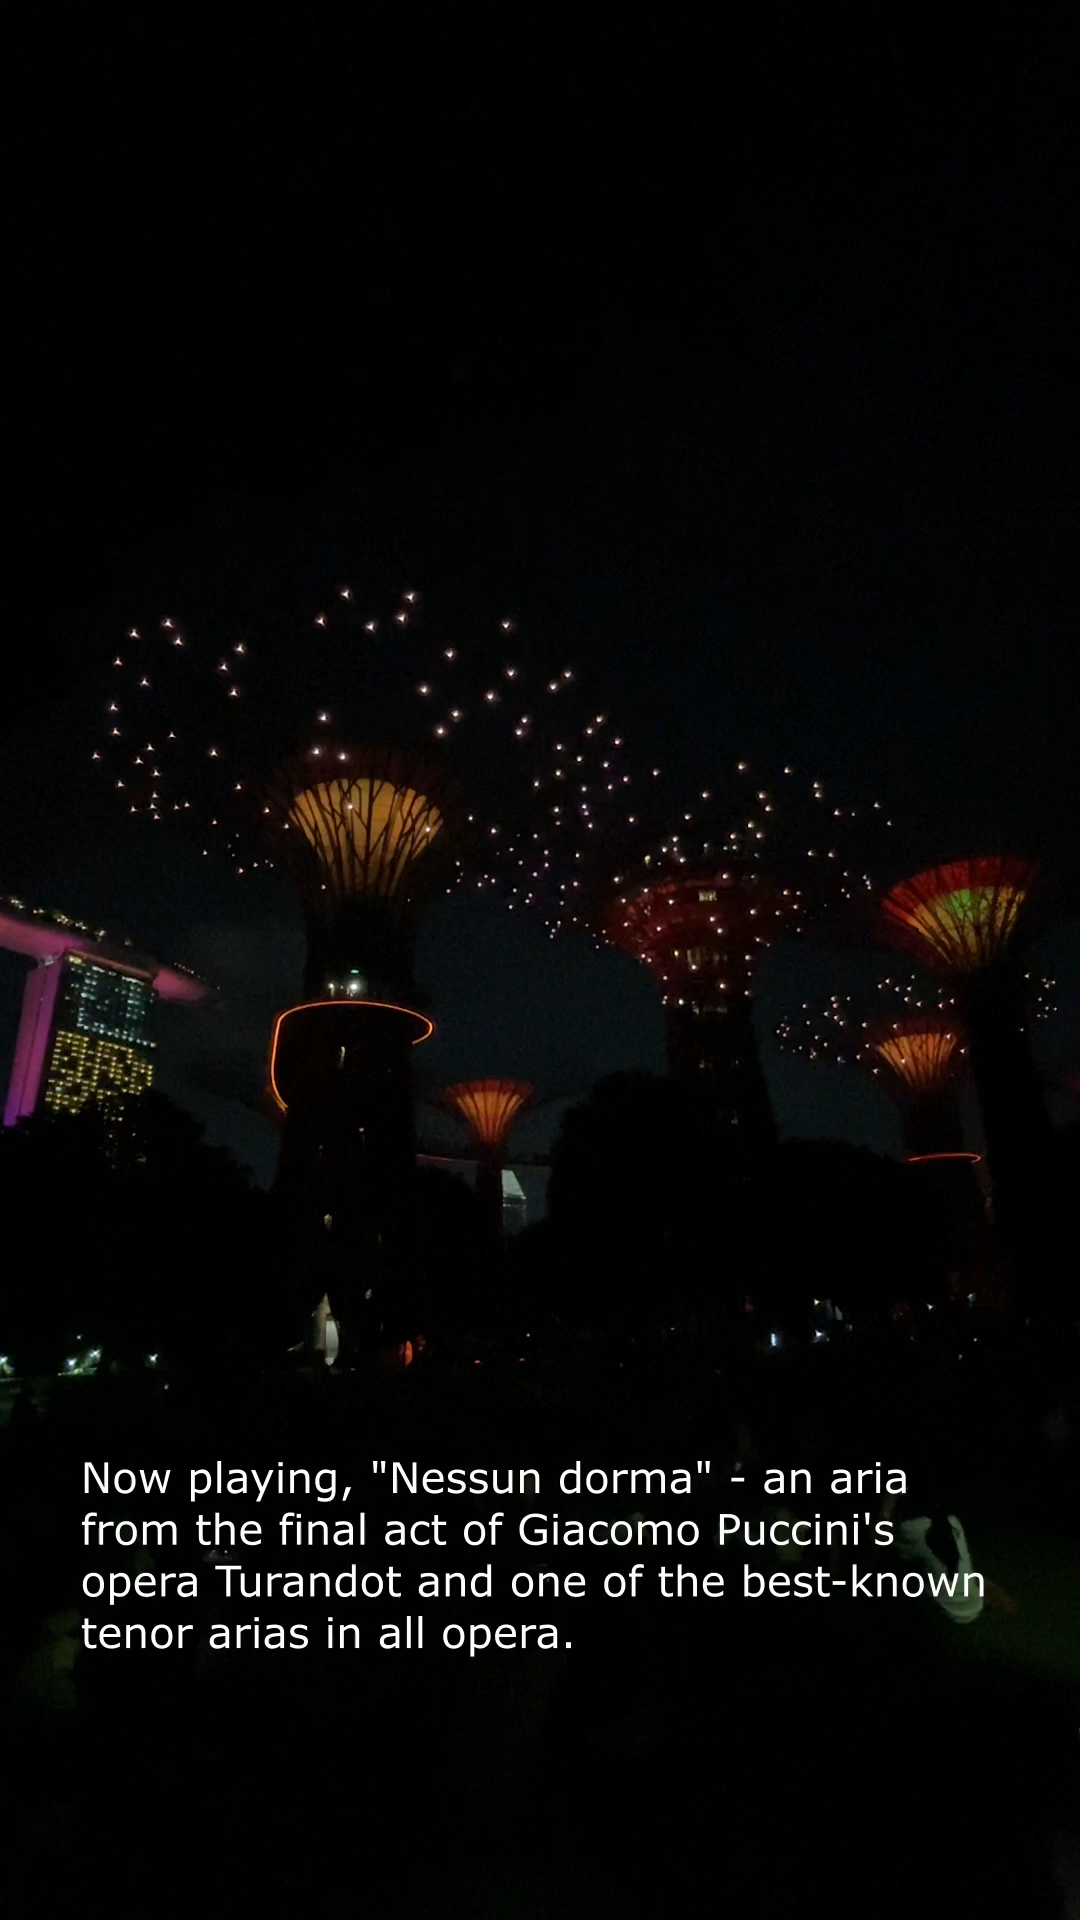 Now playing, "Nessun dorma" - an aria
from the final act of Giacomo Puccini's
opera Turandot and one of the best-known
tenor arias in all opera.